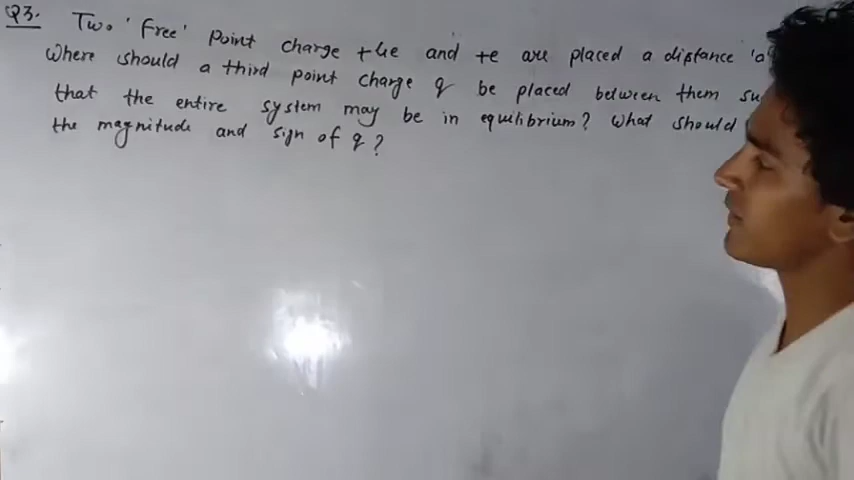 Q3. Two 'free' point charge +4e and +e are placed a distance 'a'
Where should a third point charge q be placed between them su
that the entire system may be in equilibrium? What should
the magnitude and sign of q?